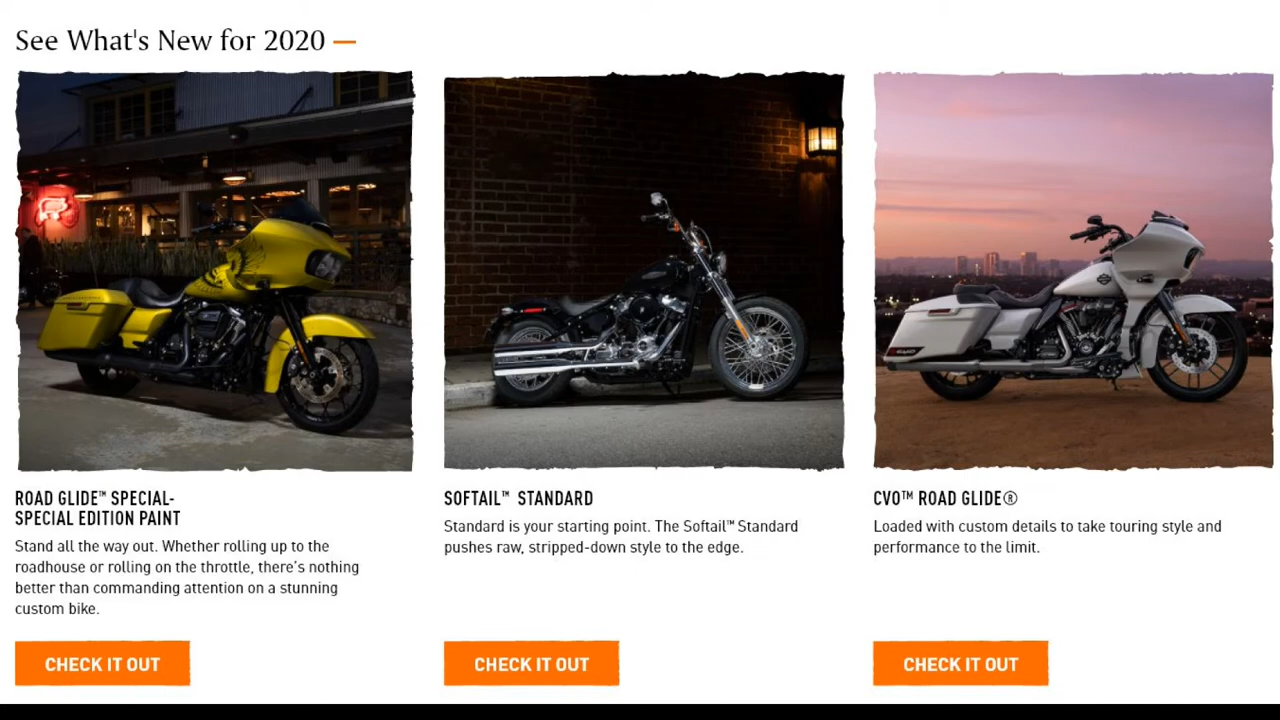 See What's New for 2020 —
ROAD GLIDE™ SPECIAL-
SPECIAL EDITION PAINT
Stand all the way out. Whether rolling up to the
roadhouse or rolling on the throttle, there's nothing
better than commanding attention on a stunning
custom bike.
CHECK IT OUT
SOFTAIL™ STANDARD
Standard is your starting point. The Softail™ Standard
pushes raw, stripped-down style to the edge.
CHECK IT OUT
CVO™ ROAD GLIDE®
Loaded with custom details to take touring style and
performance to the limit.
CHECK IT OUT